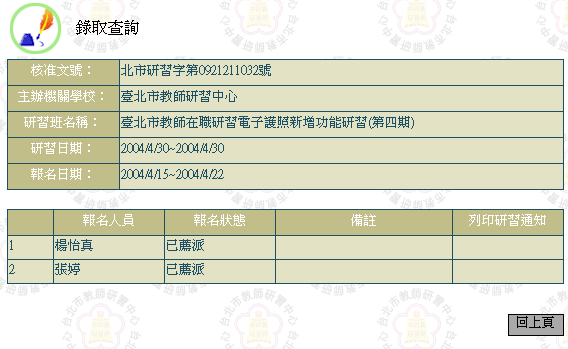 錄取查詢
核准文號： 北市研習字第0921211032號
主辦機關學校： 臺北市教師研習中心
研習班名稱： 臺北市教師在職研習電子護照新增功能研習(第四期)
研習日期： 2004/4/30~2004/4/30
報名日期： 2004/4/15~2004/4/22
報名人員 報名狀態 備註 列印研習通知
1 楊怡真 已薦派
2 張婷 已薦派
回上頁